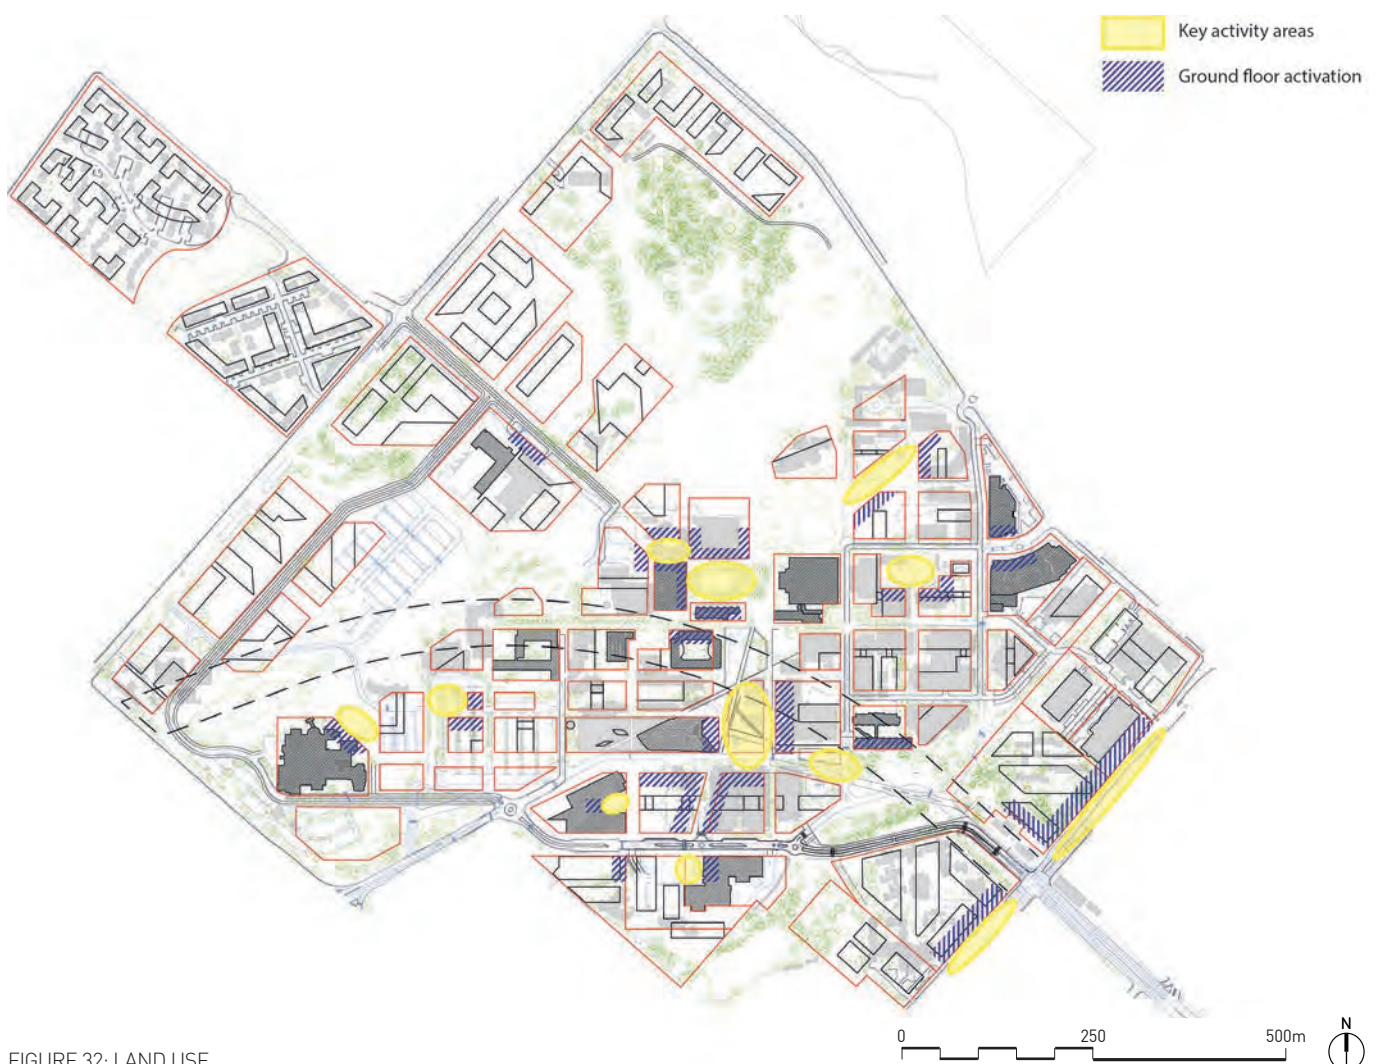 Key activity areas
Ground floor activation
N
0 250 500m
FIGURE 32: LAND USE